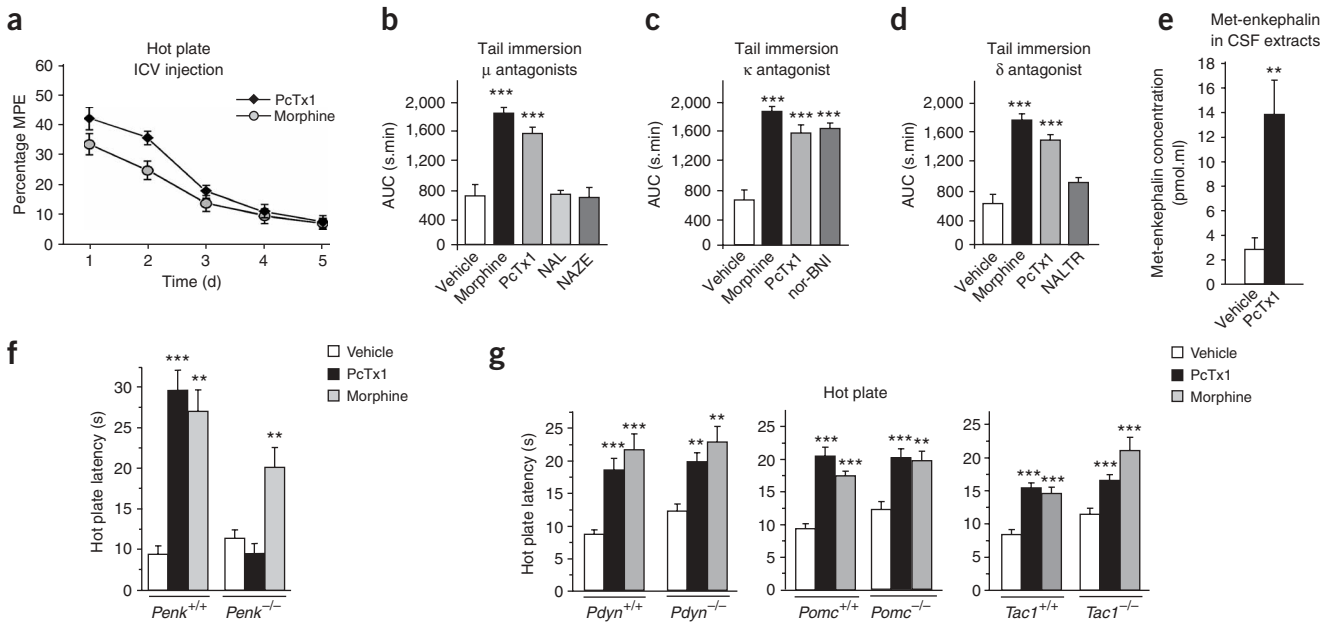 a
Hot plate
ICV injection
Percentage MPE
60
50
40
30
20
10
0
PcTx1
Morphine
1 2 3 4 5
Time (d)
b
Tail immersion
μ antagonists
AUC (s.min)
2,000
1,600
1,200
800
400
0
***
***
Vehicle
Morphine
PcTx1
NAL
NAZE
c
Tail immersion
κ antagonist
AUC (s.min)
2,000
1,600
1,200
800
400
0
***
*** ***
Vehicle
Morphine
PcTx1
nor-BNI
d
Tail immersion
δ antagonist
AUC (s.min)
2,000
1,600
1,200
800
400
0
***
***
Vehicle
Morphine
PcTx1
NALTR
e
Met-enkephalin
in CSF extracts
Met-enkephalin concentration
(pmol.ml)
18
16
14
12
10
8
6
4
2
0
**
Vehicle
PcTx1
f
Vehicle
PcTx1
Morphine
Hot plate latency (s)
30
20
10
0
***
**
**
Penk+/+ Penk–/–
g
Vehicle
PcTx1
Morphine
Hot plate
Hot plate latency (s)
25
20
15
10
5
0
*** ***
** **
Pdyn+/+ Pdyn–/–
25
20
15
10
5
0
*** ***
*** **
Pomc+/+ Pomc–/–
25
20
15
10
5
0
*** ***
*** ***
Tac1+/+ Tac1–/–